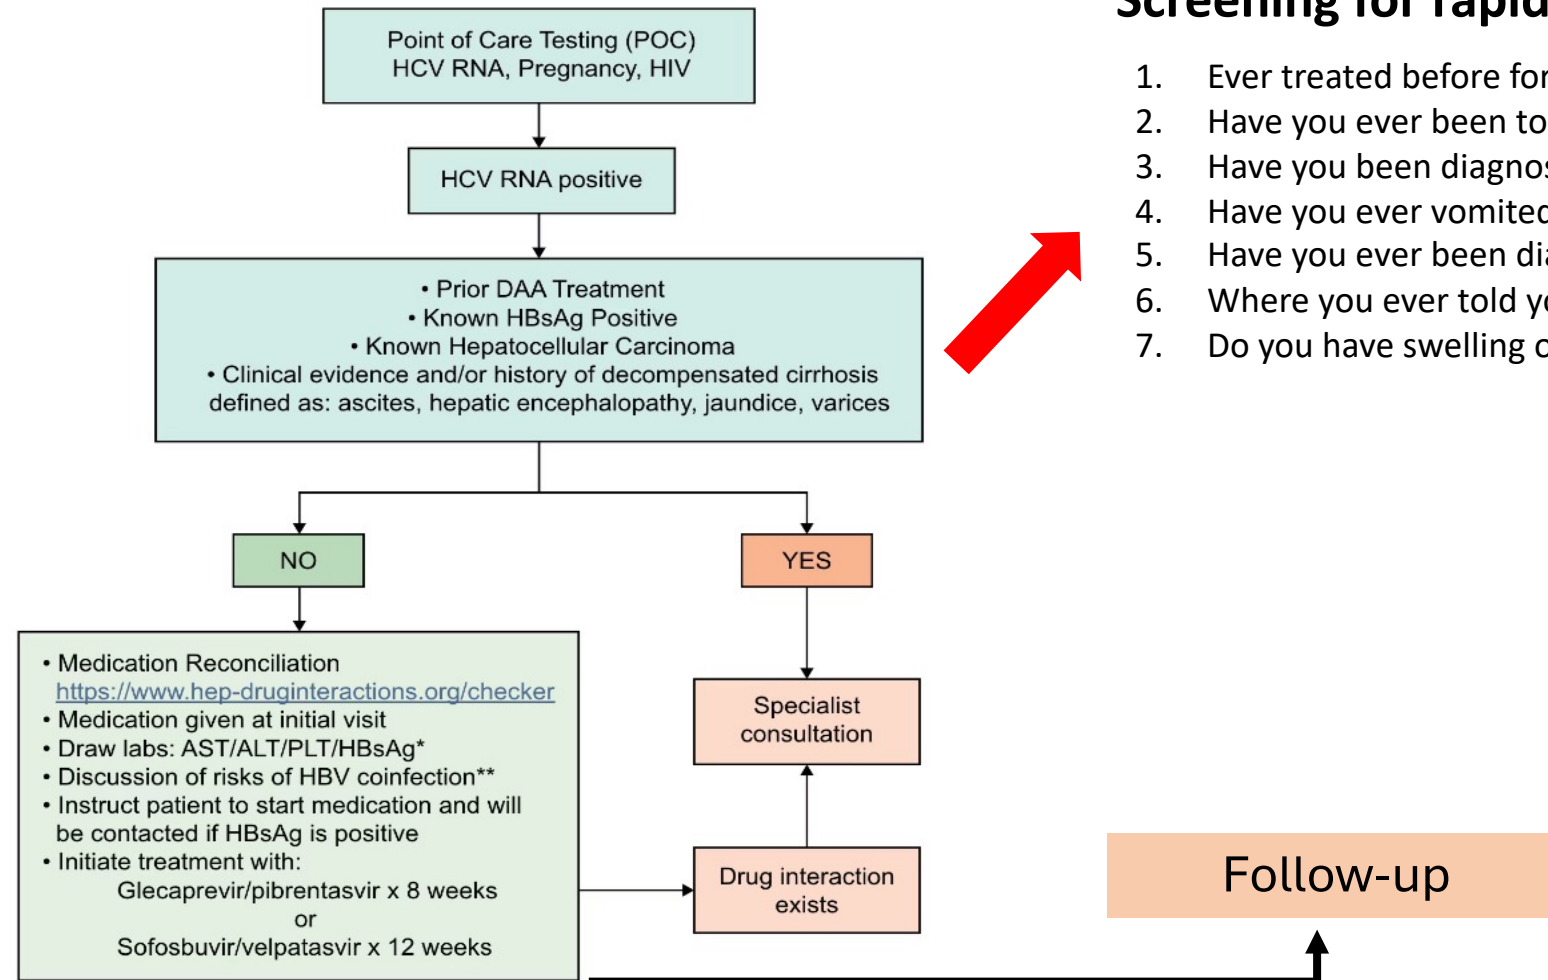 Point of Care Testing (POC)
HCV RNA, Pregnancy, HIV
HCV RNA positive
• Prior DAA Treatment
• Known HBsAg Positive
• Known Hepatocellular Carcinoma
• Clinical evidence and/or history of decompensated cirrhosis
defined as: ascites, hepatic encephalopathy, jaundice, varices
NO
YES
• Medication Reconciliation
https://www.hep-druginteractions.org/checker
• Medication given at initial visit
• Draw labs: AST/ALT/PLT/HBsAg*
• Discussion of risks of HBV coinfection**
• Instruct patient to start medication and will
be contacted if HBsAg is positive
• Initiate treatment with:
Glecaprevir/pibrentasvir x 8 weeks
or
Sofosbuvir/velpatasvir x 12 weeks
Specialist
consultation
Drug interaction
exists
Screening for rapid
1. Ever treated before for
2. Have you ever been to
3. Have you been diagnos
4. Have you ever vomited
5. Have you ever been dia
6. Where you ever told yo
7. Do you have swelling o
Follow-up